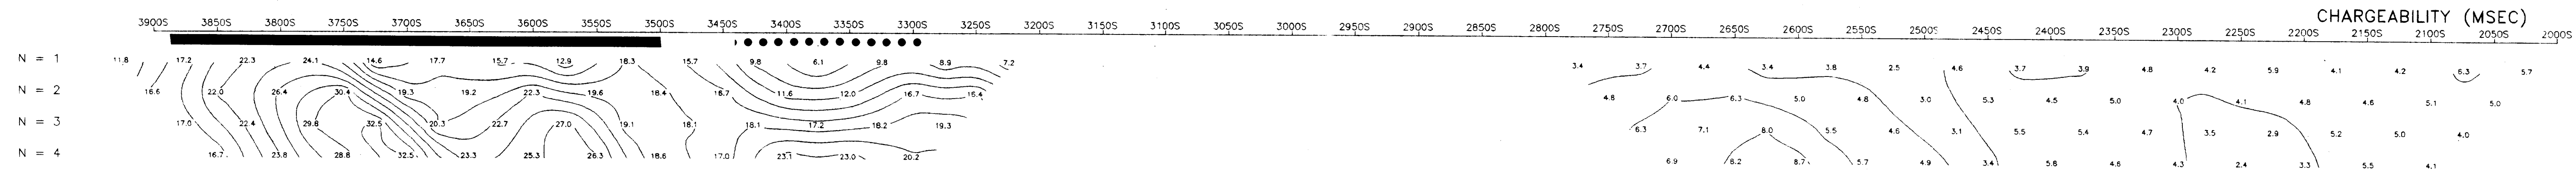 CHARGEABILITY (MSEC)
3900S 3850S 3800S 3750S 3700S 3650S 3600S 3550S 3500S 3450S 3400S 3350S 3300S 3250S 3200S 3150S 3100S 3050S 3000S 2950S 2900S 2850S 2800S 2750S 2700S 2650S 2600S 2550S 2500S 2450S 2400S 2350S 2300S 2250S 2200S 2150S 2100S 2050S 2000S
N = 1 11.8 17.2 22.3 24.1 14.6 17.7 15.7 12.9 18.3 15.7 9.8 6.1 9.8 8.9 7.2 3.4 3.7 4.4 3.4 3.8 2.5 4.6 3.7 3.9 4.8 4.2 5.9 4.1 4.2 6.3 5.7
N = 2 16.6 22.0 26.4 30.4 19.3 19.2 22.3 19.6 18.4 18.7 11.6 12.0 16.7 16.4 4.8 6.0 6.3 5.0 4.8 3.0 5.3 4.5 5.0 4.0 4.1 4.8 4.6 5.1 5.0
N = 3 17.0 22.4 29.8 32.5 20.3 22.7 27.0 19.1 18.1 18.1 17.2 18.2 19.3 6.3 7.1 8.0 5.5 4.6 3.1 5.5 5.4 4.7 3.5 2.9 5.2 5.0 4.0
N = 4 16.7 23.8 28.8 32.5 23.3 25.3 26.3 18.6 17.0 23.1 23.0 20.2 6.9 8.2 8.7 5.7 4.9 3.4 5.8 4.6 4.3 2.4 3.3 5.5 4.1